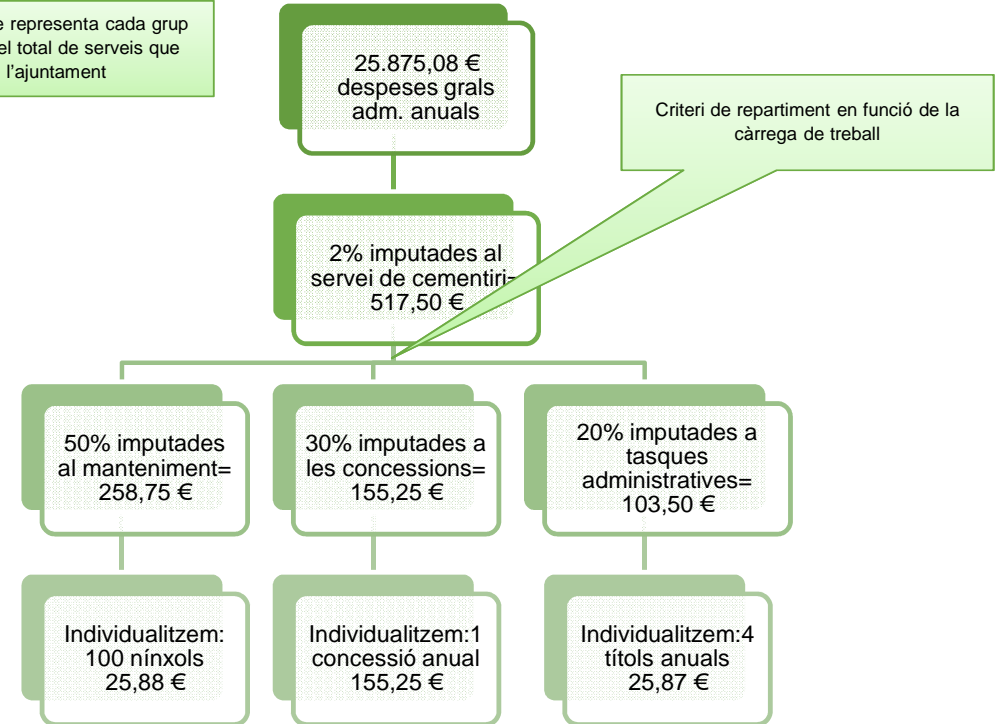 e representa cada grup
el total de serveis que
l'ajuntament
25.875,08 €
despeses grals
adm. anuals
Criteri de repartiment en funció de la
càrrega de treball
2% imputades al
servei de cementiri=
517,50 €
50% imputades
al manteniment=
258,75 €
30% imputades a
les concessions=
155,25 €
20% imputades a
tasques
administratives=
103,50 €
Individualitzem:
100 nínxols
25,88 €
Individualitzem:1
concessió anual
155,25 €
Individualitzem:4
títols anuals
25,87 €